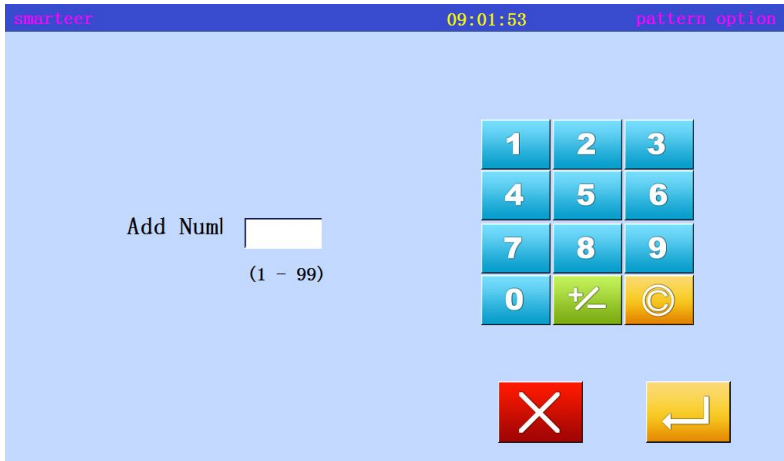 smarteer 09:01:53 pattern option
1 2 3
4 5 6
Add Numl
7 8 9
(1 - 99)
0 +/- ©